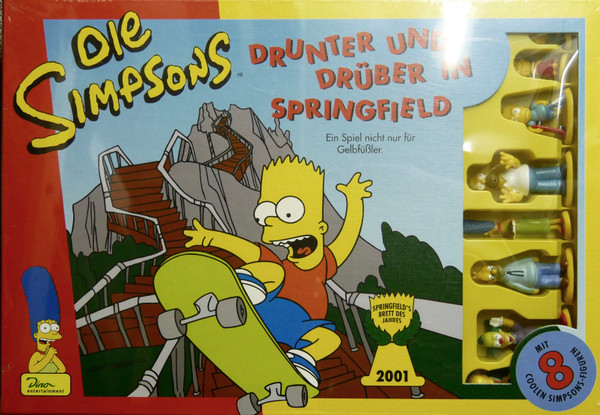 Die
Simpsons
TM
Drunter und
Drüber in
Springfield
Ein Spiel nicht nur für
Gelbfüßler.
SPRINGFIELD'S
BRETT DES
JAHRES
2001
Dino
entertainment
MIT
8
COOLEN SIMPSONS-FIGUREN